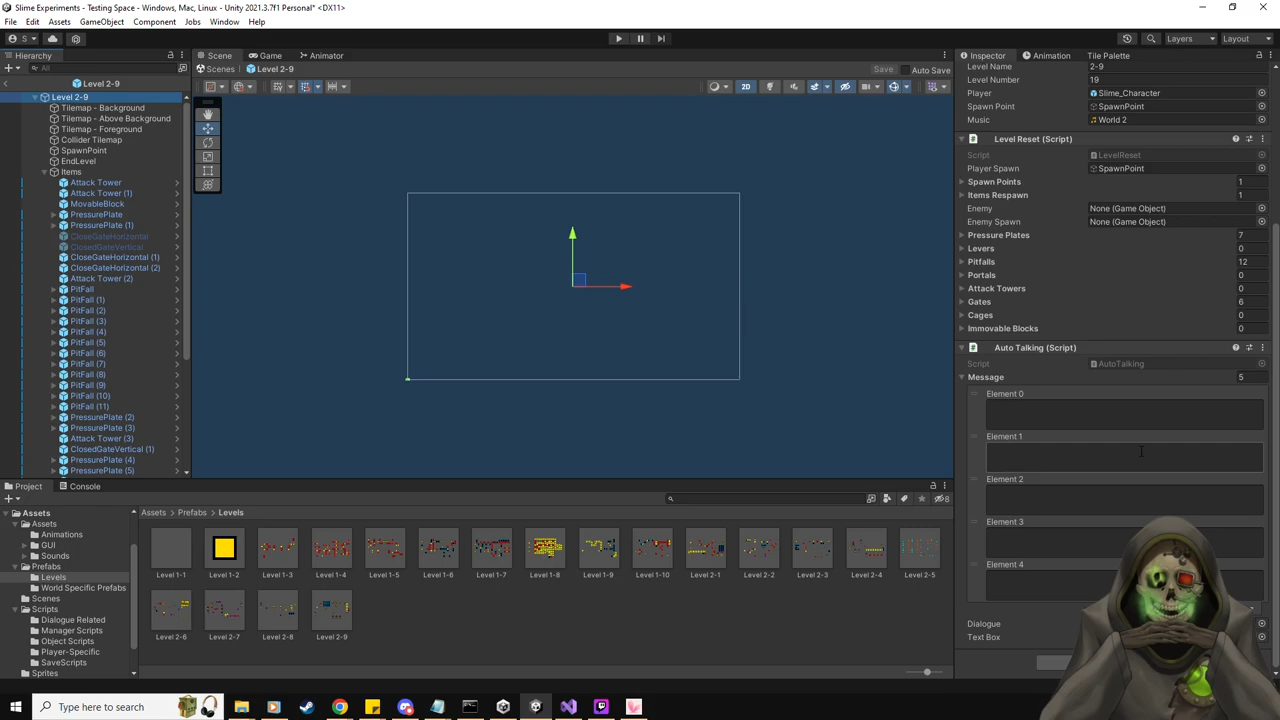 Slime Experiments - Testing Space - Windows, Mac, Linux - Unity 2021.3.7f1 Personal* <DX11>
File Edit Assets GameObject Component Jobs Window Help
S Layers Layout
Hierarchy
All
Level 2-9
Level 2-9
Tilemap - Background
Tilemap - Above Background
Tilemap - Foreground
Collider Tilemap
SpawnPoint
EndLevel
Items
Attack Tower
Attack Tower (1)
MovableBlock
PressurePlate
PressurePlate (1)
CloseGateHorizontal
ClosedGateVertical
CloseGateHorizontal (1)
CloseGateHorizontal (2)
Attack Tower (2)
PitFall
PitFall (1)
PitFall (2)
PitFall (3)
PitFall (4)
PitFall (5)
PitFall (6)
PitFall (7)
PitFall (8)
PitFall (9)
PitFall (10)
PitFall (11)
PressurePlate (2)
PressurePlate (3)
Attack Tower (3)
ClosedGateVertical (1)
PressurePlate (4)
PressurePlate (5)
Scene Game Animator
Scenes Level 2-9 Save Auto Save
2D
Inspector Animation Tile Palette
Level Name 2-9
Level Number 19
Player Slime_Character
Spawn Point SpawnPoint
Music World 2
Level Reset (Script)
Script LevelReset
Player Spawn SpawnPoint
Spawn Points 1
Items Respawn 1
Enemy None (Game Object)
Enemy Spawn None (Game Object)
Pressure Plates 7
Levers 0
Pitfalls 12
Portals 0
Attack Towers 0
Gates 6
Cages 0
Immovable Blocks 0
Auto Talking (Script)
Script AutoTalking
Message 5
Element 0
Element 1
Element 2
Element 3
Element 4
Dialogue
Text Box
Project Console
8
Assets
Assets
Animations
GUI
Sounds
Prefabs
Levels
World Specific Prefabs
Scenes
Scripts
Dialogue Related
Manager Scripts
Object Scripts
Player-Specific
SaveScripts
Sprites
Assets Prefabs Levels
Level 1-1 Level 1-2 Level 1-3 Level 1-4 Level 1-5 Level 1-6 Level 1-7 Level 1-8 Level 1-9 Level 1-10 Level 2-1 Level 2-2 Level 2-3 Level 2-4 Level 2-5
Level 2-6 Level 2-7 Level 2-8 Level 2-9
Type here to search